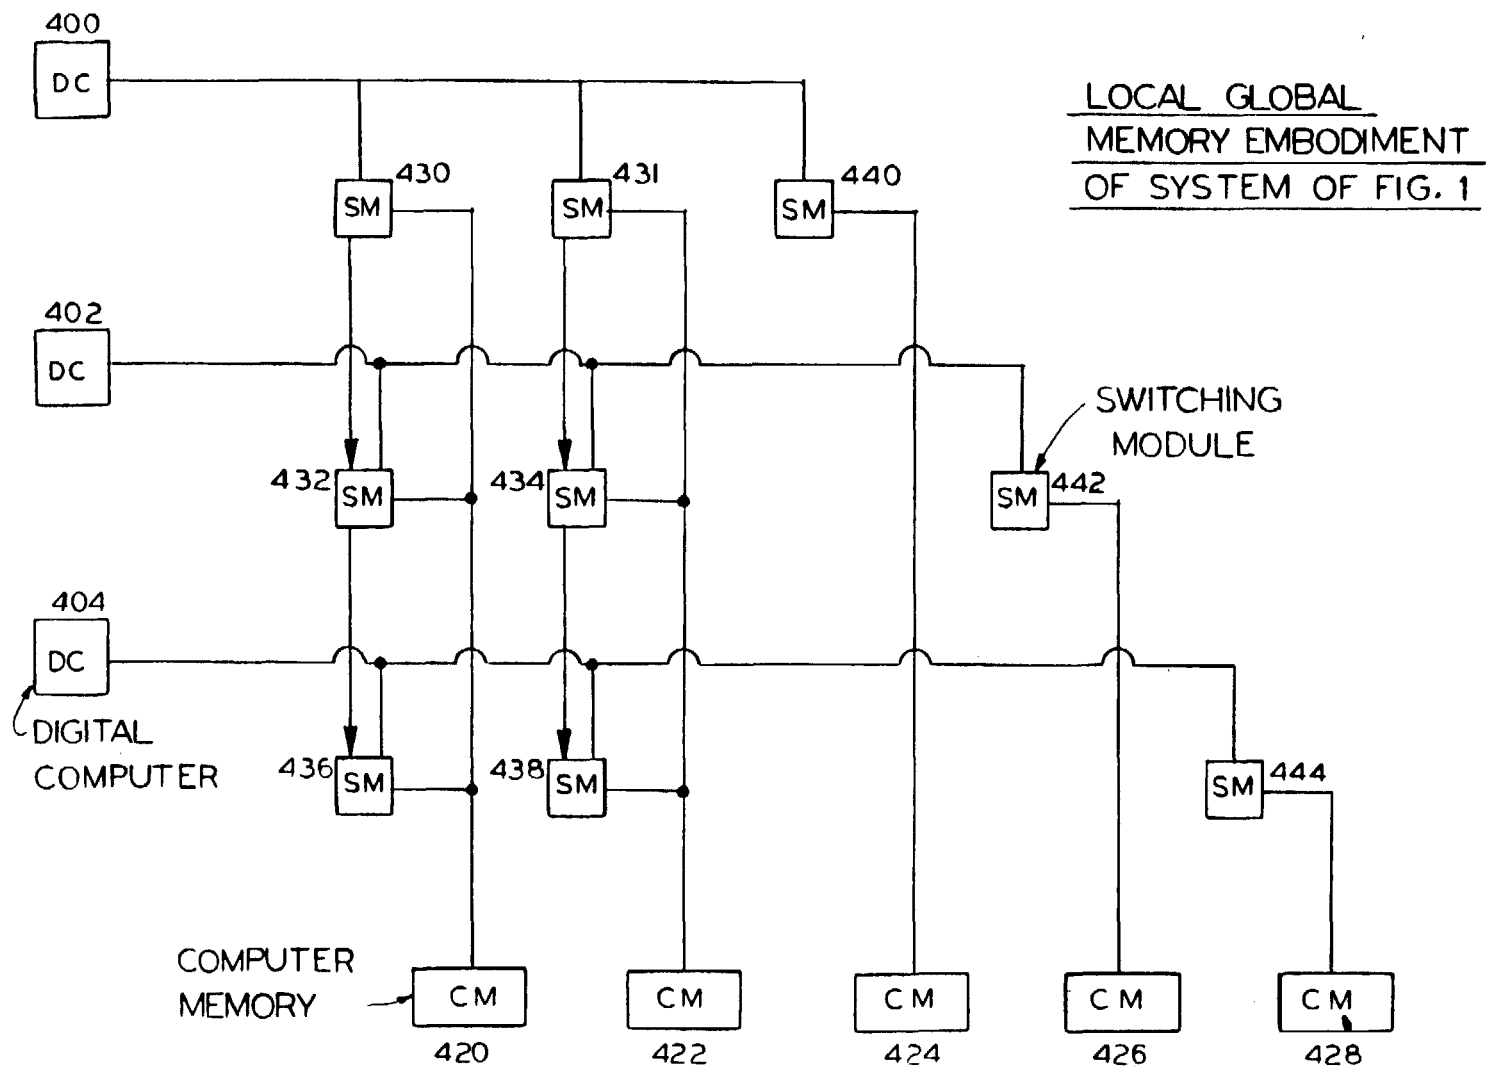 400
DC
LOCAL GLOBAL
MEMORY EMBODIMENT
OF SYSTEM OF FIG. 1
430
SM
431
SM
440
SM
402
DC
SWITCHING
MODULE
432
SM
434
SM
SM
442
404
DC
DIGITAL
COMPUTER
436
SM
438
SM
SM
444
COMPUTER
MEMORY
CM
CM
CM
CM
CM
420
422
424
426
428